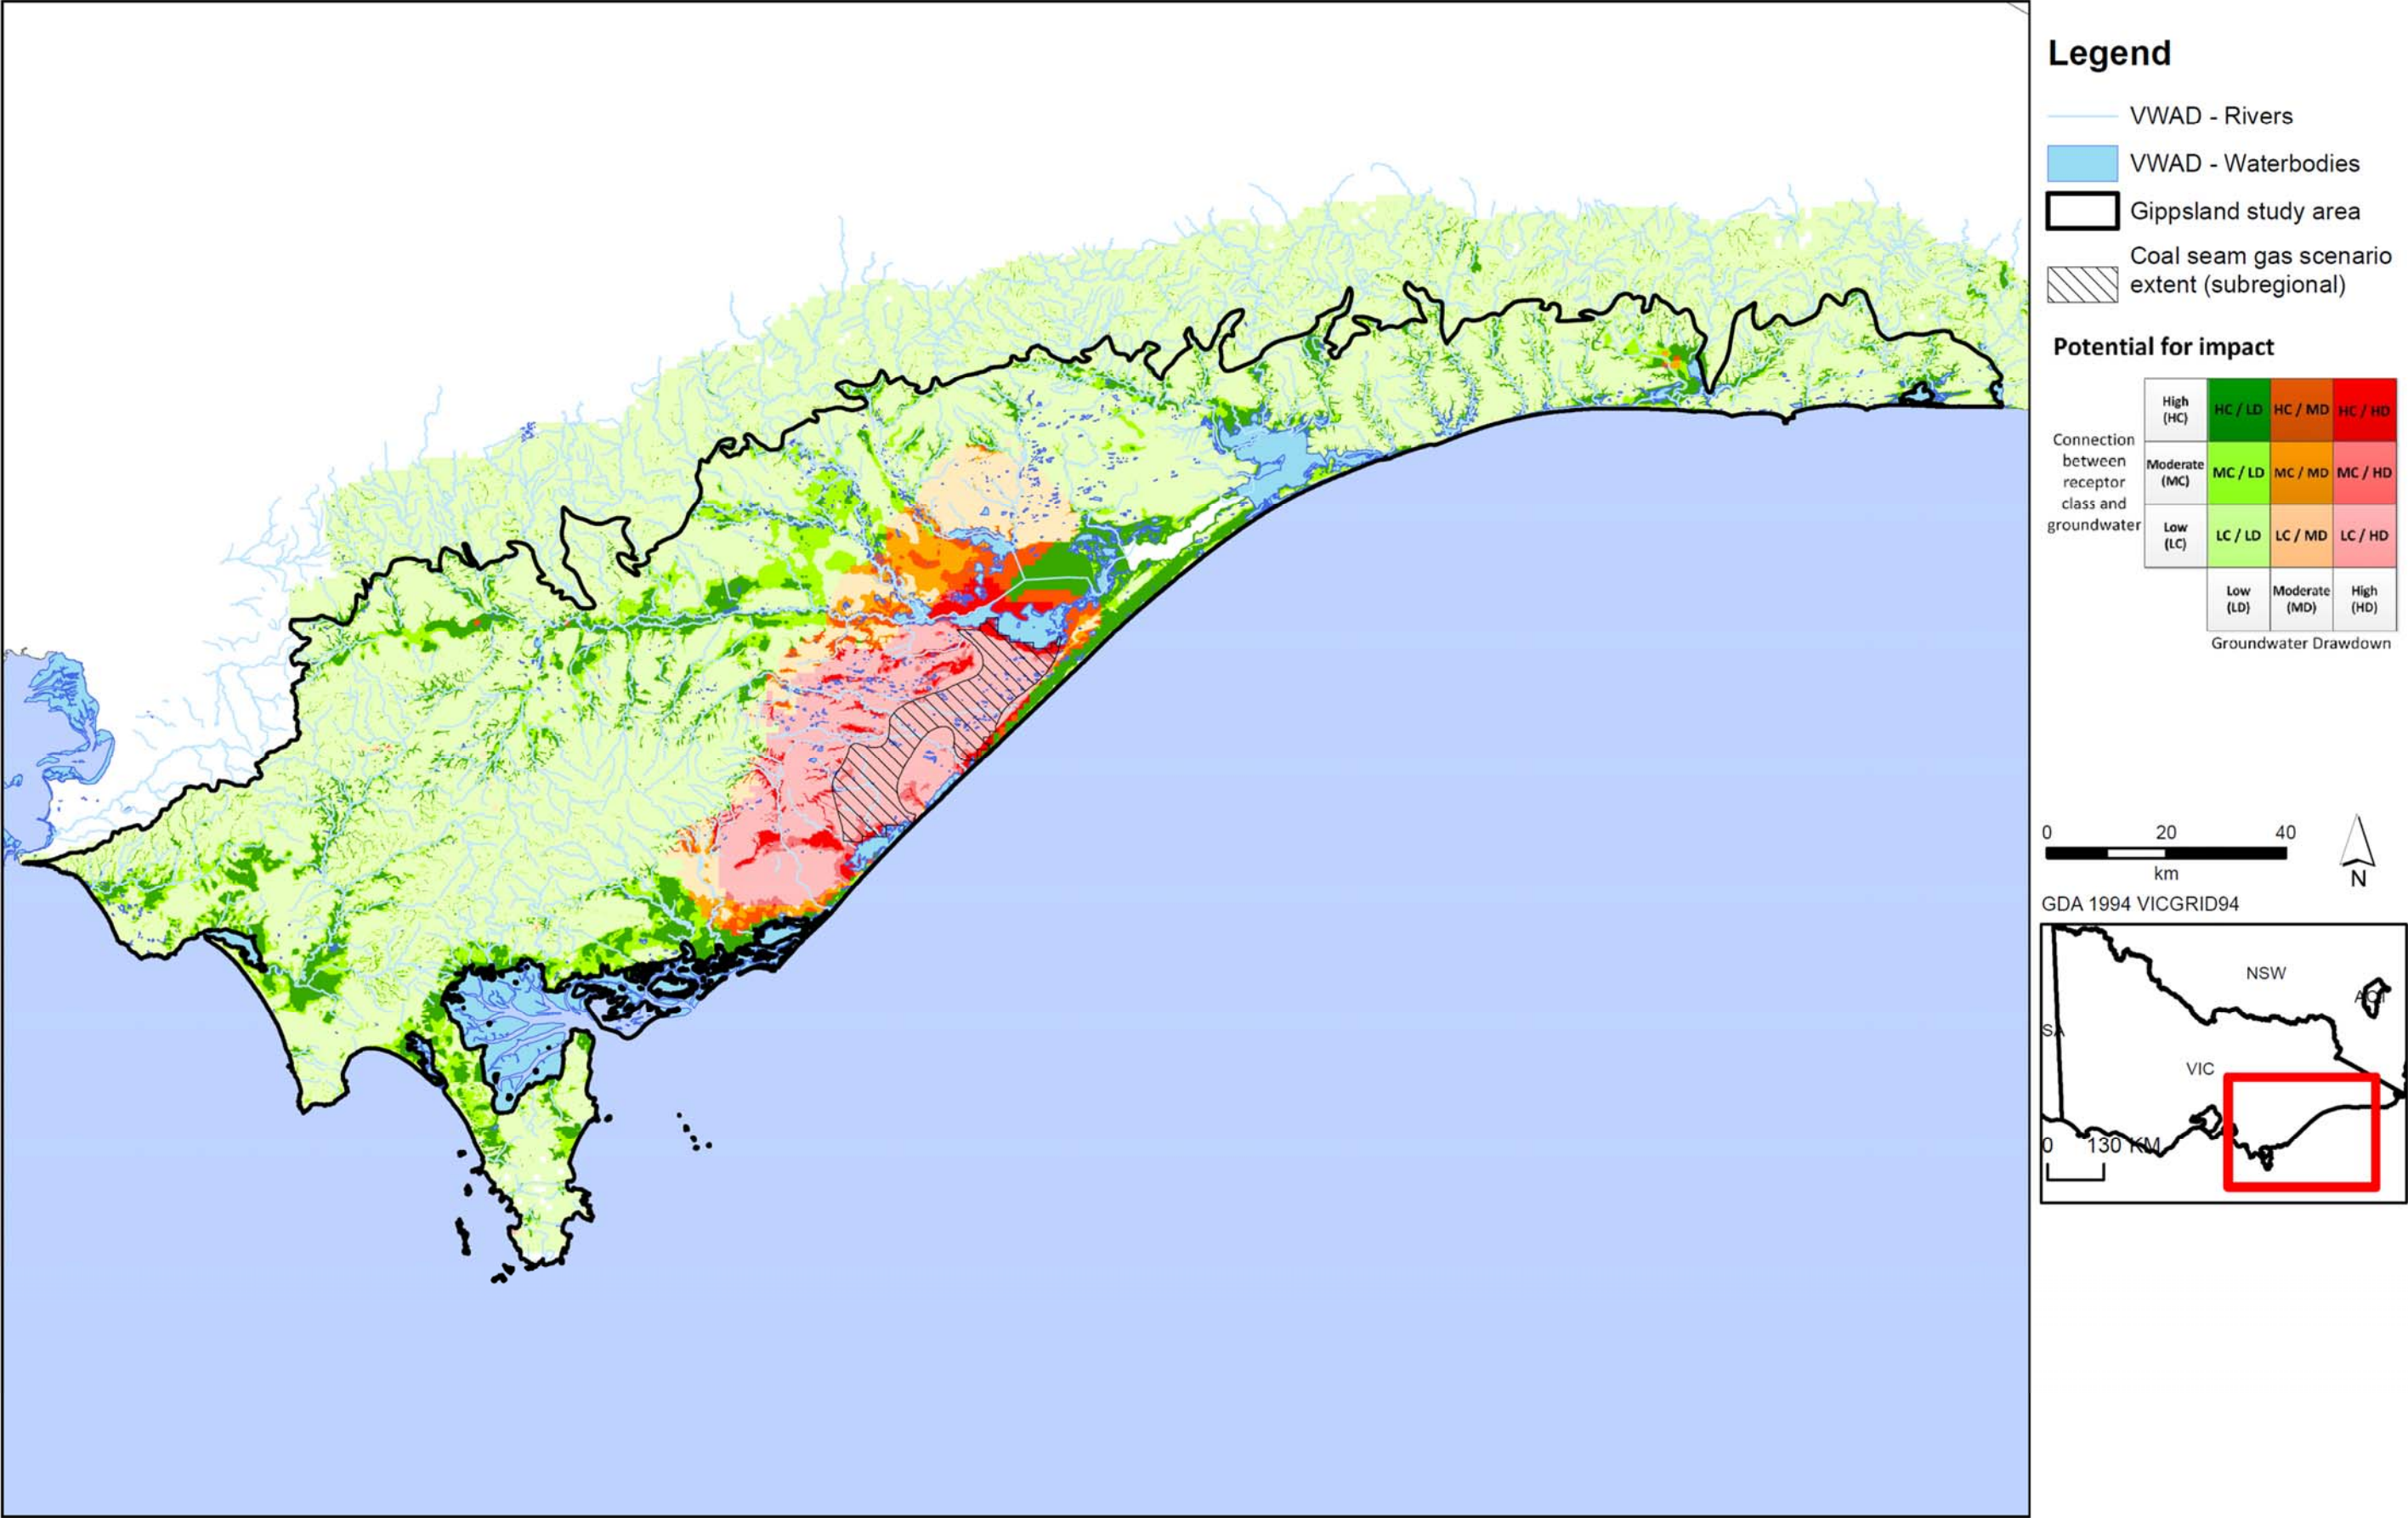 Legend
VWAD - Rivers
VWAD - Waterbodies
Gippsland study area
Coal seam gas scenario
extent (subregional)
Potential for impact
Connection
between
receptor
class and
groundwater
High
(HC)
HC / LD HC / MD HC / HD
Moderate
(MC)
MC / LD MC / MD MC / HD
Low
(LC)
LC / LD LC / MD LC / HD
Low
(LD)
Moderate
(MD)
High
(HD)
Groundwater Drawdown
0 20 40
km
N
GDA 1994 VICGRID94
NSW
ACT
SA
VIC
0 130 KM